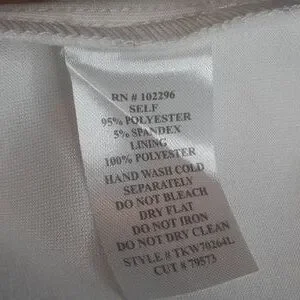 RN # 102296
SELF
95% POLYESTER
5% SPANDEX
LINING
100% POLYESTER
HAND WASH COLD
SEPARATELY
DO NOT BLEACH
DRY FLAT
DO NOT IRON
DO NOT DRY CLEAN
STYLE # TKW70264L
CUT # 79573